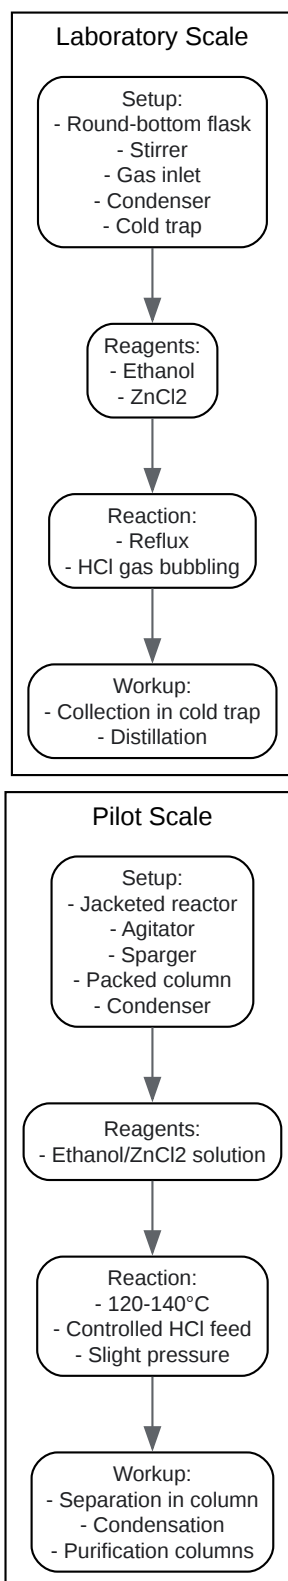 Laboratory Scale
Setup:
- Round-bottom flask
- Stirrer
- Gas inlet
- Condenser
- Cold trap
Reagents:
- Ethanol
- ZnCl2
Reaction:
- Reflux
- HCl gas bubbling
Workup:
- Collection in cold trap
- Distillation
Pilot Scale
Setup:
- Jacketed reactor
- Agitator
- Sparger
- Packed column
- Condenser
Reagents:
- Ethanol/ZnCl2 solution
Reaction:
- 120-140°C
- Controlled HCl feed
- Slight pressure
Workup:
- Separation in column
- Condensation
- Purification columns